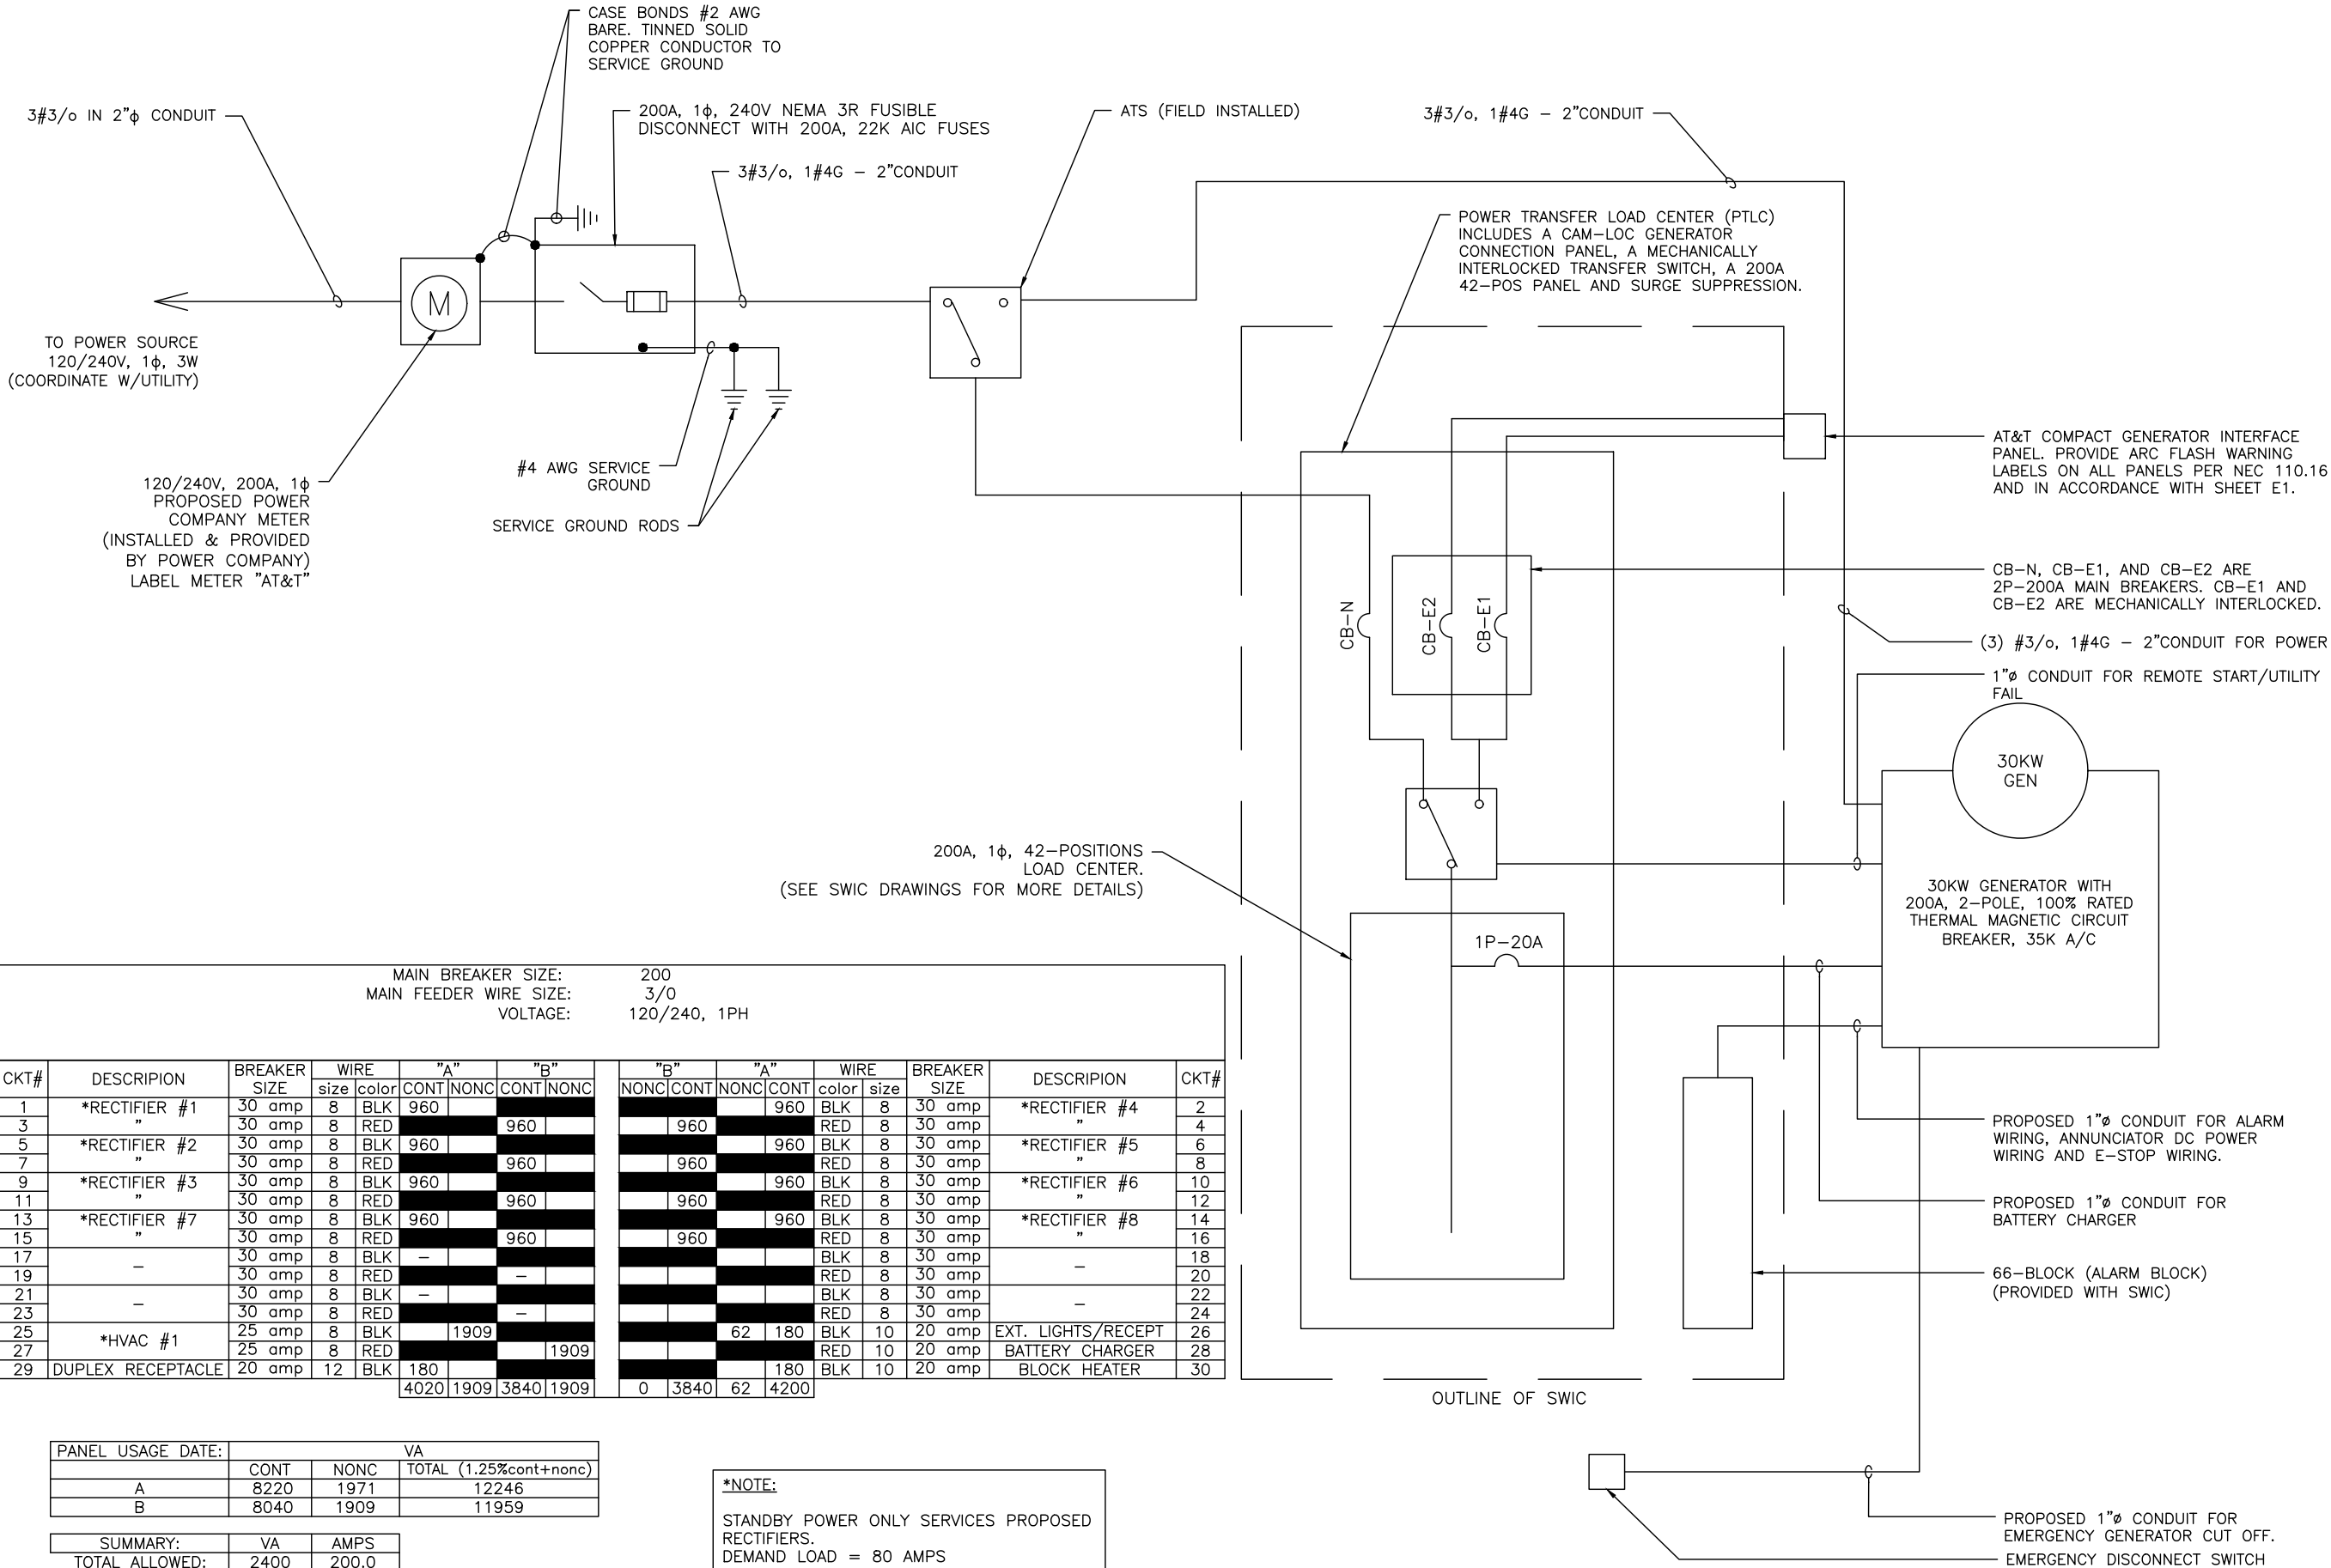 CASE BONDS #2 AWG
BARE. TINNED SOLID
COPPER CONDUCTOR TO
SERVICE GROUND
3#3/o IN 2"ϕ CONDUIT
200A, 1ϕ, 240V NEMA 3R FUSIBLE
DISCONNECT WITH 200A, 22K AIC FUSES
ATS (FIELD INSTALLED)
3#3/o, 1#4G – 2"CONDUIT
3#3/o, 1#4G – 2"CONDUIT
POWER TRANSFER LOAD CENTER (PTLC)
INCLUDES A CAM-LOC GENERATOR
CONNECTION PANEL, A MECHANICALLY
INTERLOCKED TRANSFER SWITCH, A 200A
42-POS PANEL AND SURGE SUPPRESSION.
M
TO POWER SOURCE
120/240V, 1ϕ, 3W
(COORDINATE W/UTILITY)
#4 AWG SERVICE
GROUND
SERVICE GROUND RODS
120/240V, 200A, 1ϕ
PROPOSED POWER
COMPANY METER
(INSTALLED & PROVIDED
BY POWER COMPANY)
LABEL METER "AT&T"
AT&T COMPACT GENERATOR INTERFACE
PANEL. PROVIDE ARC FLASH WARNING
LABELS ON ALL PANELS PER NEC 110.16
AND IN ACCORDANCE WITH SHEET E1.
CB-N
CB-E2
CB-E1
CB-N, CB-E1, AND CB-E2 ARE
2P-200A MAIN BREAKERS. CB-E1 AND
CB-E2 ARE MECHANICALLY INTERLOCKED.
(3) #3/o, 1#4G – 2"CONDUIT FOR POWER
1"ø CONDUIT FOR REMOTE START/UTILITY
FAIL
30KW
GEN
30KW GENERATOR WITH
200A, 2-POLE, 100% RATED
THERMAL MAGNETIC CIRCUIT
BREAKER, 35K A/C
200A, 1ϕ, 42-POSITIONS
LOAD CENTER.
(SEE SWIC DRAWINGS FOR MORE DETAILS)
1P-20A
PROPOSED 1"ø CONDUIT FOR ALARM
WIRING, ANNUNCIATOR DC POWER
WIRING AND E-STOP WIRING.
PROPOSED 1"ø CONDUIT FOR
BATTERY CHARGER
66-BLOCK (ALARM BLOCK)
(PROVIDED WITH SWIC)
OUTLINE OF SWIC
PROPOSED 1"ø CONDUIT FOR
EMERGENCY GENERATOR CUT OFF.
EMERGENCY DISCONNECT SWITCH
MAIN BREAKER SIZE: 200
MAIN FEEDER WIRE SIZE: 3/0
VOLTAGE: 120/240, 1PH
CKT# DESCRIPION BREAKER SIZE WIRE "A" "B" "B" "A" WIRE BREAKER SIZE DESCRIPION CKT#
size color CONT NONC CONT NONC NONC CONT NONC CONT color size
1 *RECTIFIER #1 30 amp 8 BLK 960 960 BLK 8 30 amp *RECTIFIER #4 2
3 " 30 amp 8 RED 960 960 RED 8 30 amp " 4
5 *RECTIFIER #2 30 amp 8 BLK 960 960 BLK 8 30 amp *RECTIFIER #5 6
7 " 30 amp 8 RED 960 960 RED 8 30 amp " 8
9 *RECTIFIER #3 30 amp 8 BLK 960 960 BLK 8 30 amp *RECTIFIER #6 10
11 " 30 amp 8 RED 960 960 RED 8 30 amp " 12
13 *RECTIFIER #7 30 amp 8 BLK 960 960 BLK 8 30 amp *RECTIFIER #8 14
15 " 30 amp 8 RED 960 960 RED 8 30 amp " 16
17 – 30 amp 8 BLK – BLK 8 30 amp – 18
19 30 amp 8 RED – RED 8 30 amp 20
21 – 30 amp 8 BLK – BLK 8 30 amp – 22
23 30 amp 8 RED – RED 8 30 amp 24
25 *HVAC #1 25 amp 8 BLK 1909 62 180 BLK 10 20 amp EXT. LIGHTS/RECEPT 26
27 25 amp 8 RED 1909 RED 10 20 amp BATTERY CHARGER 28
29 DUPLEX RECEPTACLE 20 amp 12 BLK 180 180 BLK 10 20 amp BLOCK HEATER 30
4020 1909 3840 1909 0 3840 62 4200
PANEL USAGE DATE: VA
CONT NONC TOTAL (1.25%cont+nonc)
A 8220 1971 12246
B 8040 1909 11959
SUMMARY: VA AMPS
TOTAL ALLOWED: 2400 200.0
*NOTE:
STANDBY POWER ONLY SERVICES PROPOSED
RECTIFIERS.
DEMAND LOAD = 80 AMPS